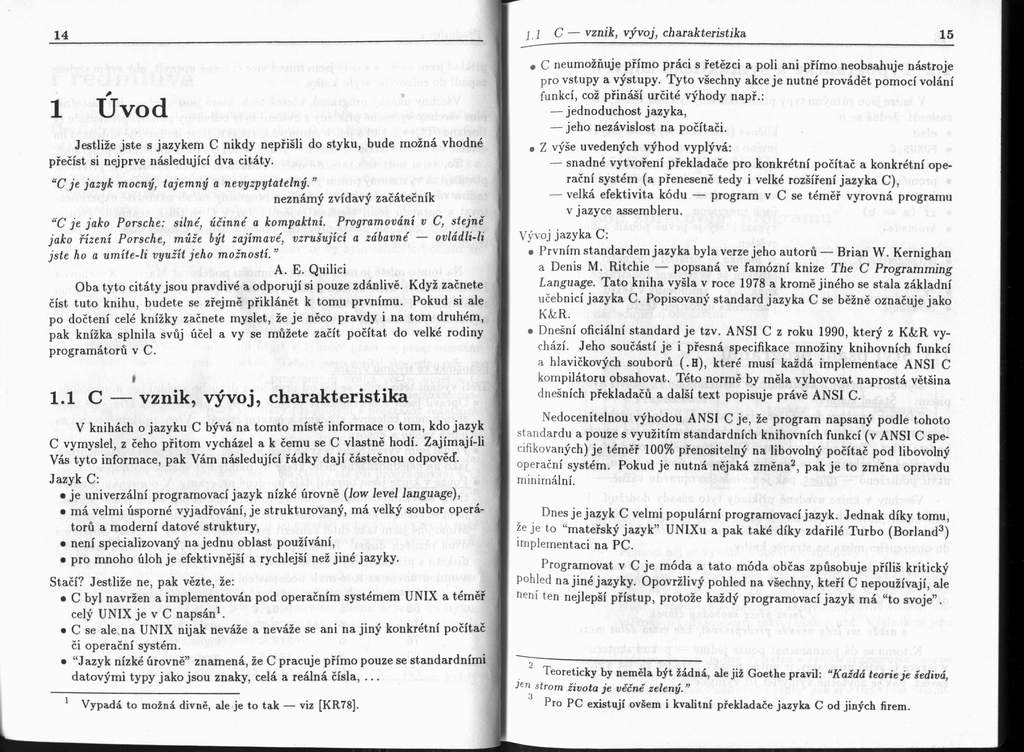 14
1 Úvod
Jestliže jste s jazykem C nikdy nepřišli do styku, bude možná vhodné
přečíst si nejprve následující dva citáty.
“C je jazyk mocný, tajemný a nevyzpytatelný.”
neznámý zvídavý začátečník
“C je jako Porsche: silné, účinné a kompaktní. Programování v C, stejně
jako řízení Porsche, může být zajímavé, vzrušující a zábavné — ovládli-li
jste ho a umíte-li využít jeho možností.”
A. E. Quilici
Oba tyto citáty jsou pravdivé a odporují si pouze zdánlivě. Když začnete
číst tuto knihu, budete se zřejmě přiklánět k tomu prvnímu. Pokud si ale
po dočtení celé knížky začnete myslet, že je něco pravdy i na tom druhém,
pak knížka splnila svůj účel a vy se můžete začít počítat do velké rodiny
programátorů v C.
1.1 C — vznik, vývoj, charakteristika
V knihách o jazyku C bývá na tomto místě informace o tom, kdo jazyk
C vymyslel, z čeho přitom vycházel a k čemu se C vlastně hodí. Zajímají-li
Vás tyto informace, pak Vám následující řádky dají částečnou odpověď.
Jazyk C:
• je univerzální programovací jazyk nízké úrovně (low level language),
• má velmi úsporné vyjadřování, je strukturovaný, má velký soubor operá-
torů a moderní datové struktury,
• není specializovaný na jednu oblast používání,
• pro mnoho úloh je efektivnější a rychlejší než jiné jazyky.
Stačí? Jestliže ne, pak vězte, že:
• C byl navržen a implementován pod operačním systémem UNIX a téměř
celý UNIX je v C napsán¹.
• C se ale na UNIX nijak neváže a neváže se ani na jiný konkrétní počítač
či operační systém.
• “Jazyk nízké úrovně” znamená, že C pracuje přímo pouze se standardními
datovými typy jako jsou znaky, celá a reálná čísla, ...
¹ Vypadá to možná divně, ale je to tak — viz [KR78].
1.1 C — vznik, vývoj, charakteristika 15
• C neumožňuje přímo práci s řetězci a poli ani přímo neobsahuje nástroje
pro vstupy a výstupy. Tyto všechny akce je nutné provádět pomocí volání
funkcí, což přináší určité výhody např.:
— jednoduchost jazyka,
— jeho nezávislost na počítači.
• Z výše uvedených výhod vyplývá:
— snadné vytvoření překladače pro konkrétní počítač a konkrétní ope-
rační systém (a přeneseně tedy i velké rozšíření jazyka C),
— velká efektivita kódu — program v C se téměř vyrovná programu
v jazyce assembleru.
Vývoj jazyka C:
• Prvním standardem jazyka byla verze jeho autorů — Brian W. Kernighan
a Denis M. Ritchie — popsaná ve famózní knize The C Programming
Language. Tato kniha vyšla v roce 1978 a kromě jiného se stala základní
učebnicí jazyka C. Popisovaný standard jazyka C se běžně označuje jako
K&R.
• Dnešní oficiální standard je tzv. ANSI C z roku 1990, který z K&R vy-
chází. Jeho součástí je i přesná specifikace množiny knihovních funkcí
a hlavičkových souborů (.H), které musí každá implementace ANSI C
kompilátoru obsahovat. Této normě by měla vyhovovat naprostá většina
dnešních překladačů a další text popisuje právě ANSI C.
Nedocenitelnou výhodou ANSI C je, že program napsaný podle tohoto
standardu a pouze s využitím standardních knihovních funkcí (v ANSI C spe-
cifikovaných) je téměř 100% přenositelný na libovolný počítač pod libovolný
operační systém. Pokud je nutná nějaká změna², pak je to změna opravdu
minimální.
Dnes je jazyk C velmi populární programovací jazyk. Jednak díky tomu,
že je to “mateřský jazyk” UNIXu a pak také díky zdařilé Turbo (Borland³)
implementaci na PC.
Programovat v C je móda a tato móda občas způsobuje příliš kritický
pohled na jiné jazyky. Opovržlivý pohled na všechny, kteří C nepoužívají, ale
není ten nejlepší přístup, protože každý programovací jazyk má “to svoje”.
² Teoreticky by neměla být žádná, ale již Goethe pravil: “Každá teorie je šedivá,
jen strom života je věčně zelený.”
³ Pro PC existují ovšem i kvalitní překladače jazyka C od jiných firem.